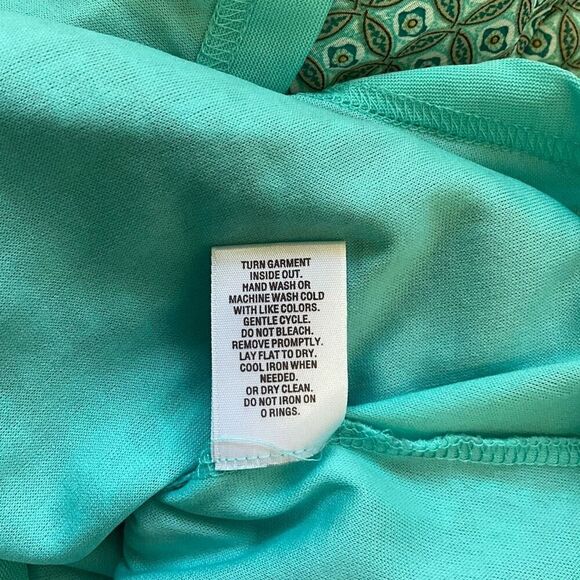 TURN GARMENT
INSIDE OUT.
HAND WASH OR
MACHINE WASH COLD
WITH LIKE COLORS.
GENTLE CYCLE.
DO NOT BLEACH.
REMOVE PROMPTLY.
LAY FLAT TO DRY.
COOL IRON WHEN
NEEDED.
OR DRY CLEAN.
DO NOT IRON ON
O RINGS.